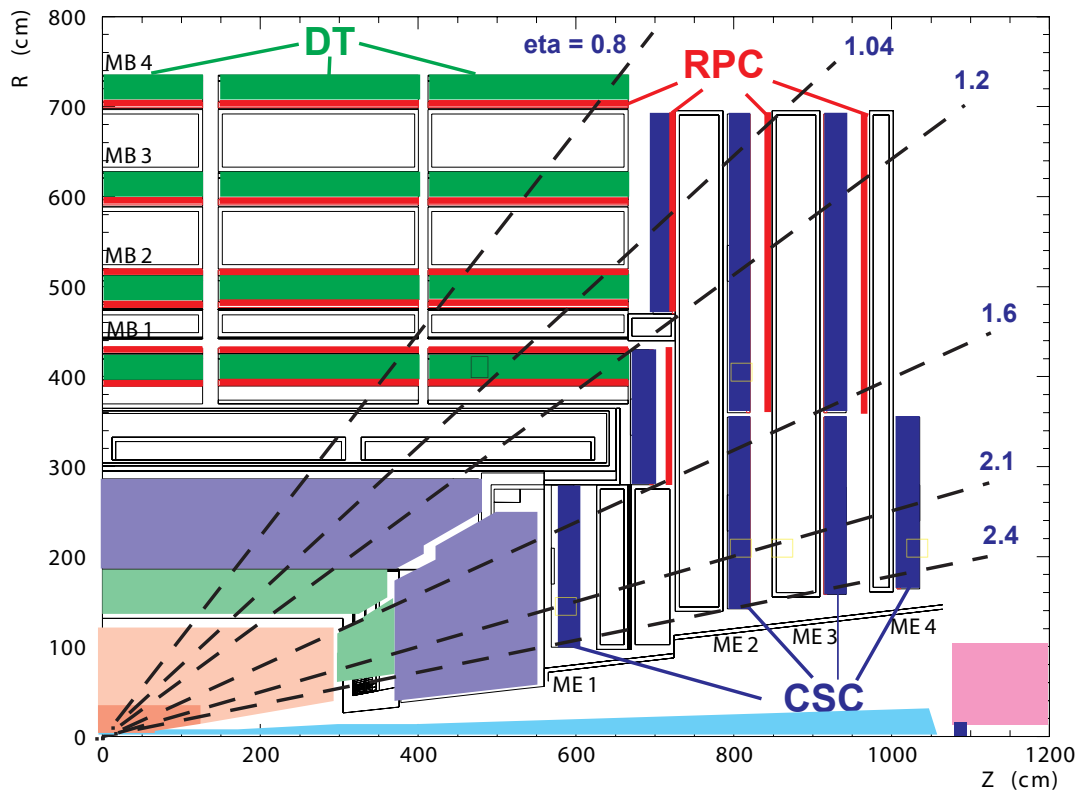 R (cm)
800
700
600
500
400
300
200
100
0
MB 4
MB 3
MB 2
MB 1
DT
eta = 0.8
1.04
RPC
1.2
1.6
2.1
2.4
ME 1
ME 2
ME 3
ME 4
CSC
0
200
400
600
800
1000
1200
Z (cm)